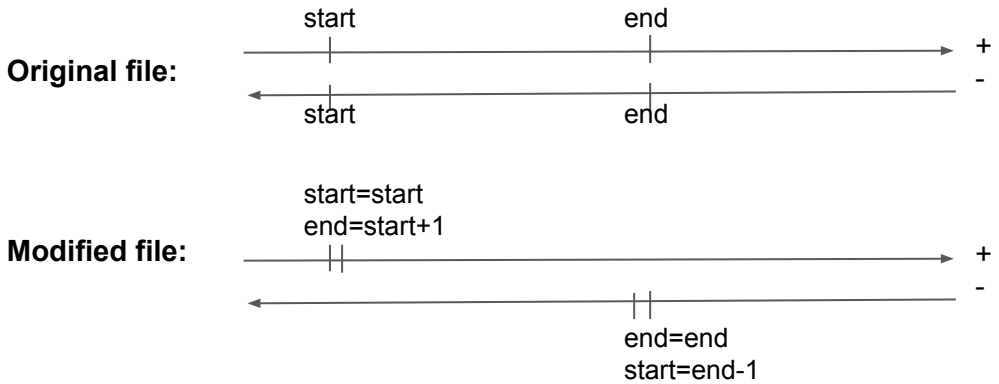 start end
+
Original file:
-
start end
start=start
end=start+1
Modified file:
+
-
end=end
start=end-1